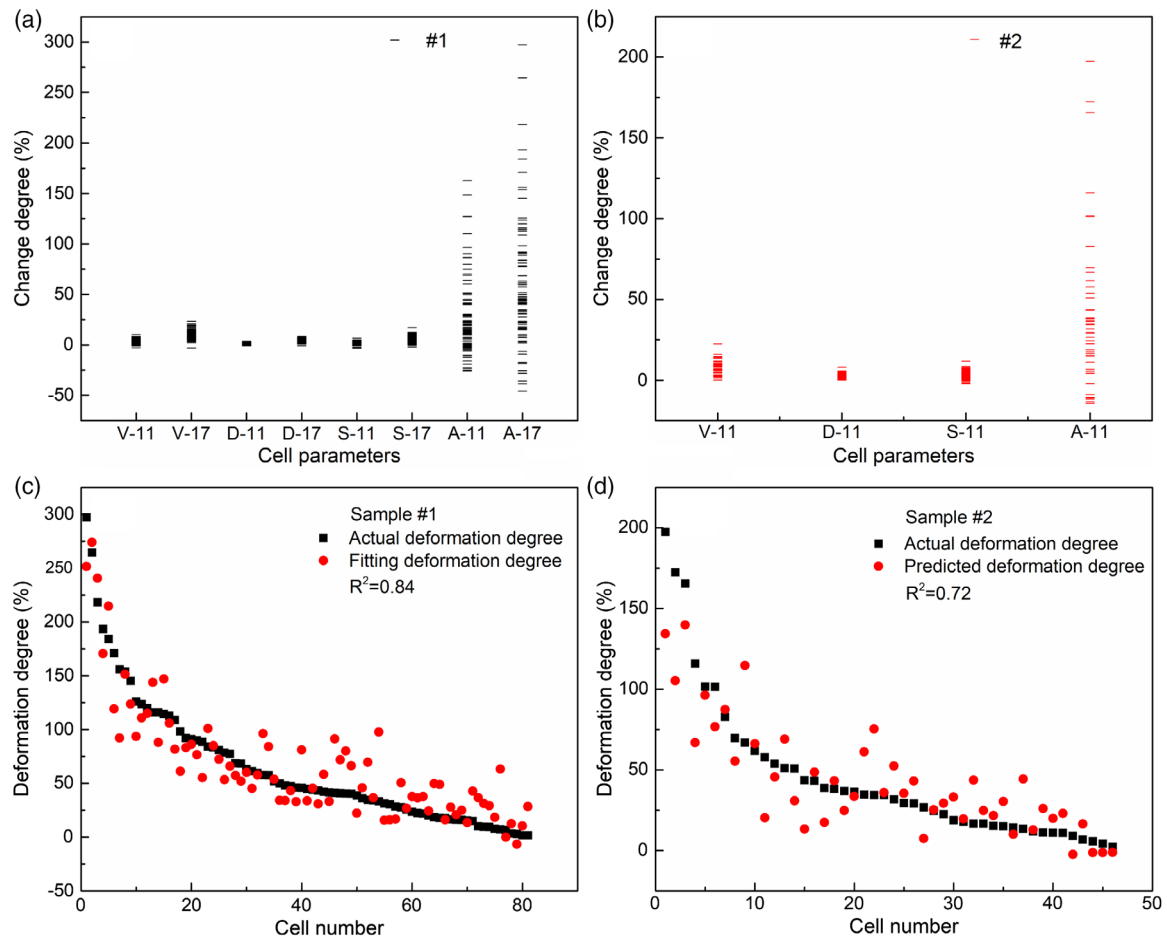 (a)
#1
300
250
200
150
100
50
0
-50
Change degree (%)
V-11 V-17 D-11 D-17 S-11 S-17 A-11 A-17
Cell parameters
(b)
#2
200
150
100
50
0
Change degree (%)
V-11 D-11 S-11 A-11
Cell parameters
(c)
300
250
200
150
100
50
0
-50
Deformation degree (%)
Sample #1
Actual deformation degree
Fitting deformation degree
R²=0.84
0 20 40 60 80
Cell number
(d)
200
150
100
50
0
Deformation degree (%)
Sample #2
Actual deformation degree
Predicted deformation degree
R²=0.72
0 10 20 30 40 50
Cell number